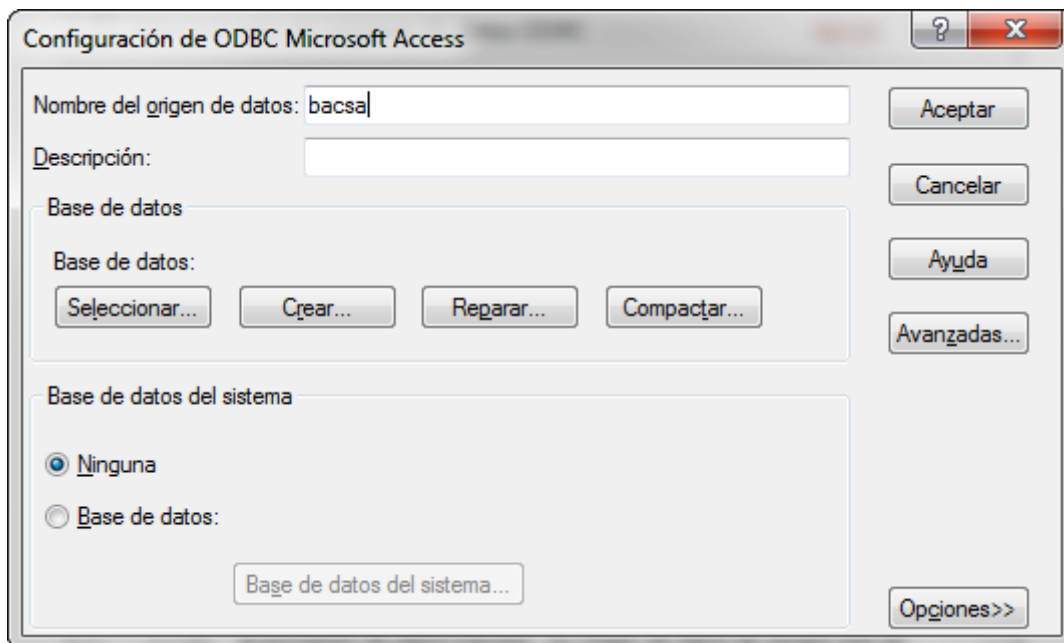 Configuración de ODBC Microsoft Access
Nombre del origen de datos: bacsa
Descripción:
Base de datos
Base de datos:
Seleccionar...
Crear...
Reparar...
Compactar...
Base de datos del sistema
Ninguna
Base de datos:
Base de datos del sistema...
Aceptar
Cancelar
Ayuda
Avanzadas...
Opciones>>